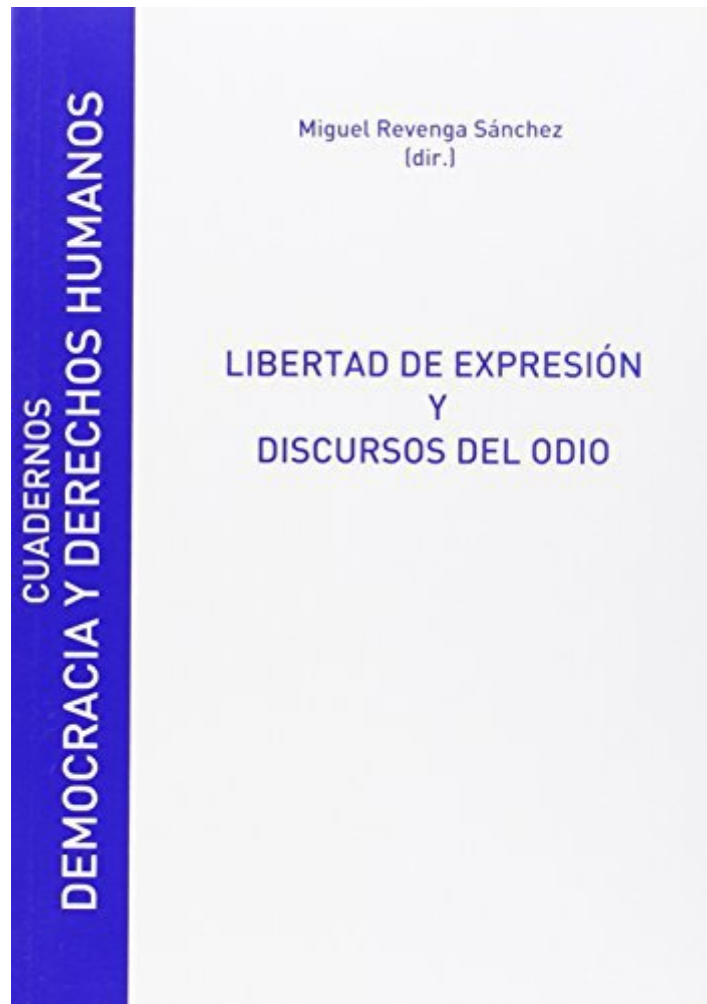 CUADERNOS
DEMOCRACIA Y DERECHOS HUMANOS
Miguel Revenga Sánchez
(dir.)
LIBERTAD DE EXPRESIÓN
Y
DISCURSOS DEL ODIO